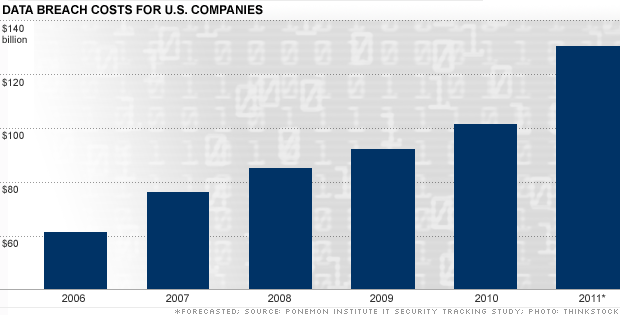 DATA BREACH COSTS FOR U.S. COMPANIES
$140
billion
$120
$100
$80
$60
2006 2007 2008 2009 2010 2011*
*FORECASTED; SOURCE: PONEMON INSTITUTE IT SECURITY TRACKING STUDY; PHOTO: THINKSTOCK